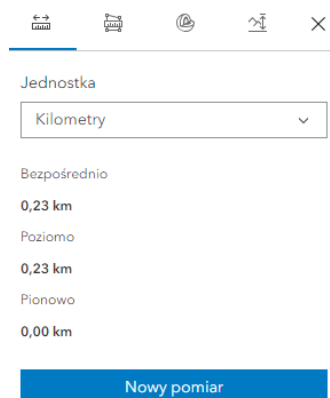 Jednostka
Kilometry
Bezpośrednio
0,23 km
Poziomo
0,23 km
Pionowo
0,00 km
Nowy pomiar